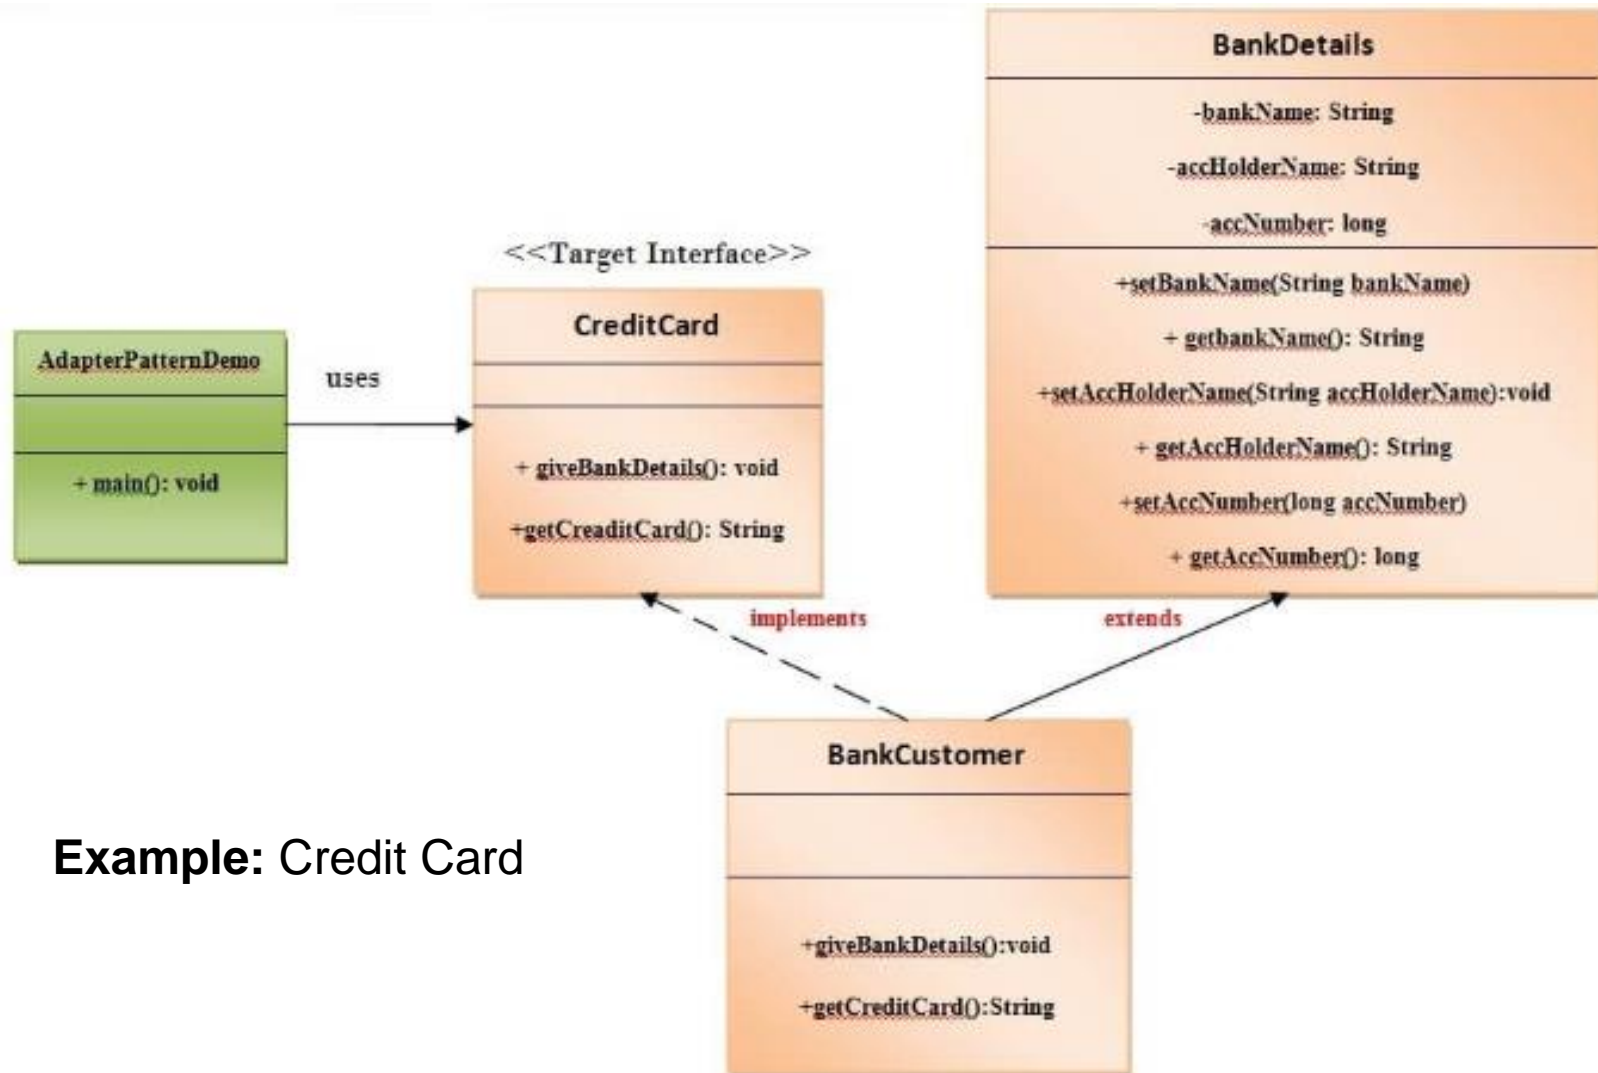 BankDetails
-bankName: String
-accHolderName: String
-accNumber: long
+setBankName(String bankName)
+ getbankName(): String
+setAccHolderName(String accHolderName):void
+ getAccHolderName(): String
+setAccNumber(long accNumber)
+ getAccNumber(): long
<<Target Interface>>
CreditCard
+ giveBankDetails(): void
+getCreaditCard(): String
AdapterPatternDemo
+ main(): void
uses
implements
extends
BankCustomer
+giveBankDetails():void
+getCreditCard():String
Example: Credit Card